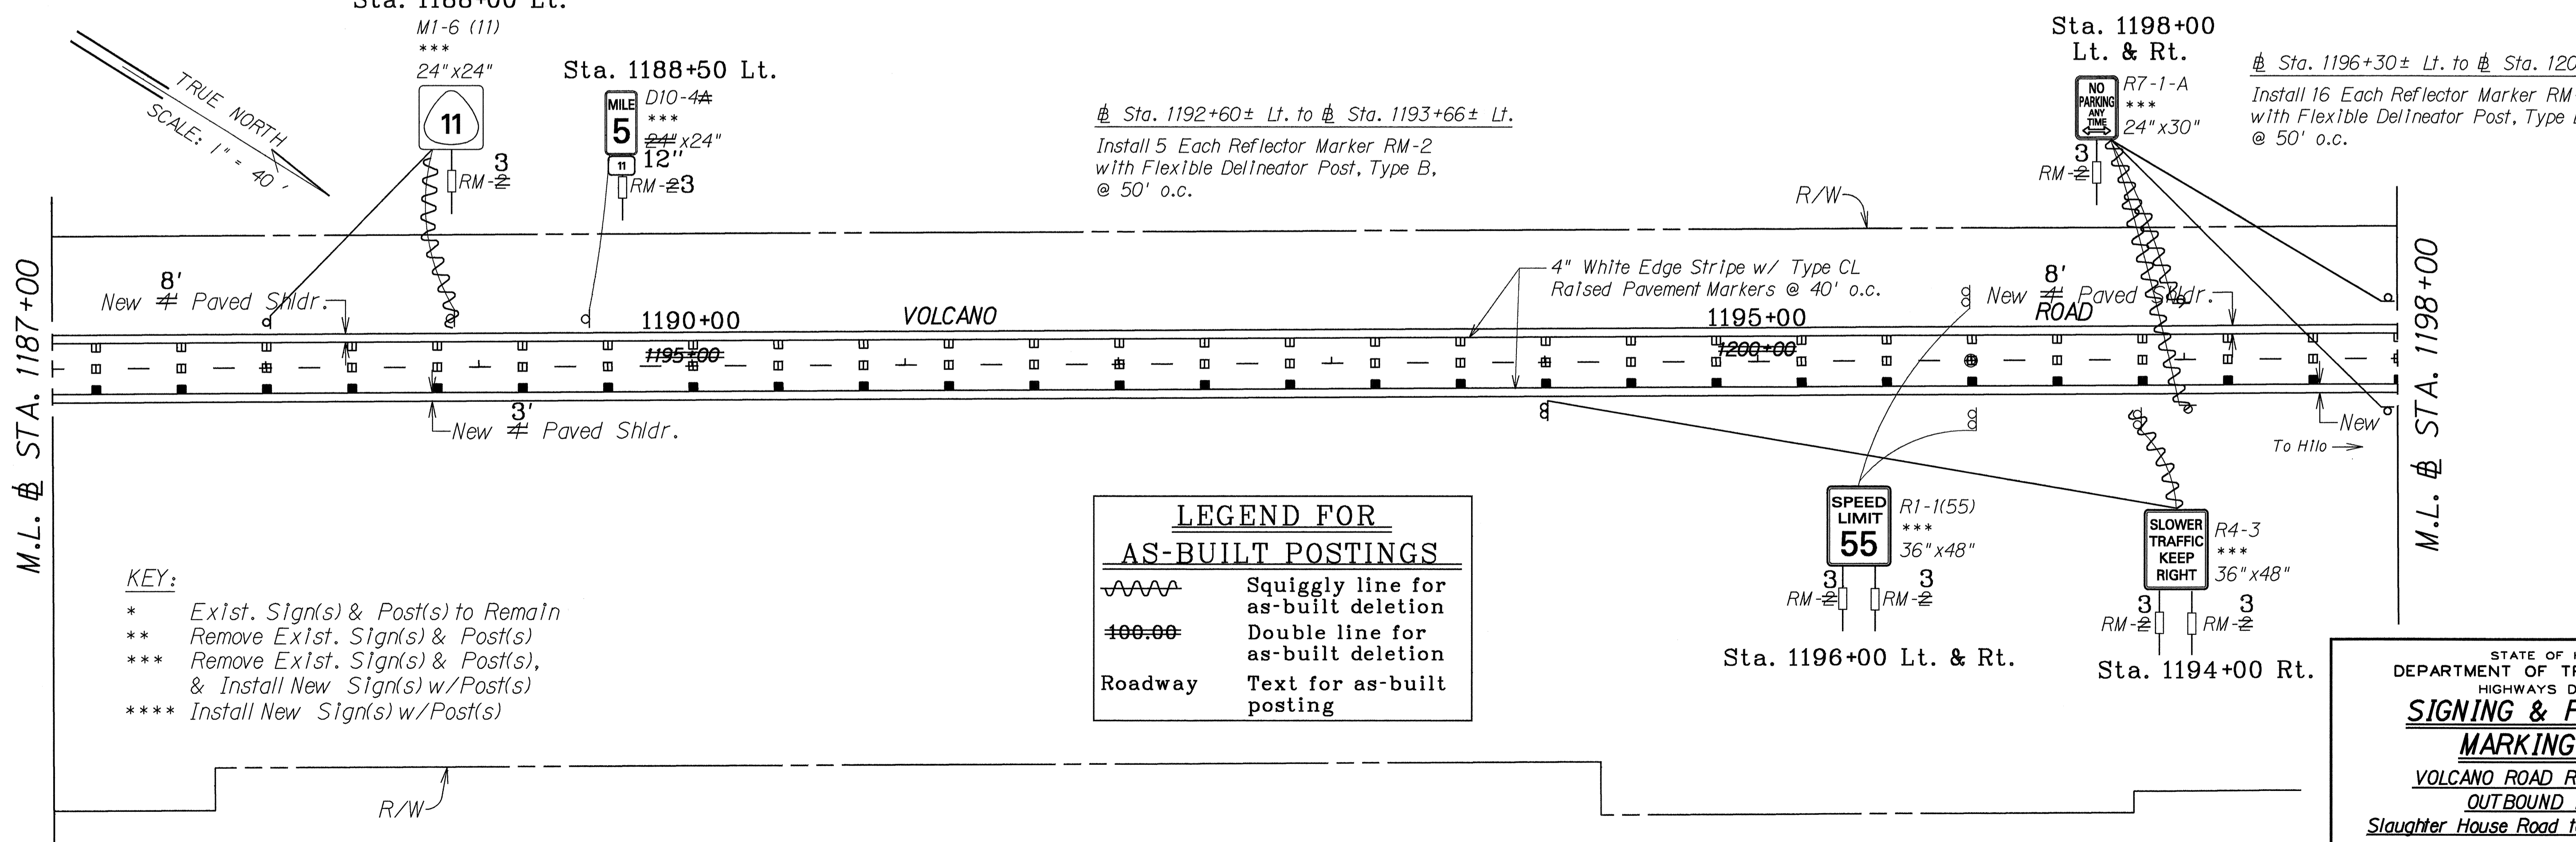 Sta. 1188+00 Lt.
M1-6 (11)
***
24"x24"
11
3
RM-2
Sta. 1188+50 Lt.
MILE
5
11
D10-4A
***
24"x24"
12"
RM-23
TRUE NORTH
SCALE: 1" = 40'
℄ Sta. 1192+60± Lt. to ℄ Sta. 1193+66± Lt.
Install 5 Each Reflector Marker RM-2
with Flexible Delineator Post, Type B,
@ 50' o.c.
Sta. 1198+00
Lt. & Rt.
NO
PARKING
ANY
TIME
R7-1-A
***
24"x30"
3
RM-2
℄ Sta. 1196+30± Lt. to ℄ Sta. 120
Install 16 Each Reflector Marker RM-
with Flexible Delineator Post, Type
@ 50' o.c.
R/W
M.L. ℄ STA. 1187+00
8'
New 4' Paved Shldr.
1190+00
1195+00
VOLCANO
4" White Edge Stripe w/ Type CL
Raised Pavement Markers @ 40' o.c.
1195+00
1200+00
8'
New 4' Paved Shldr.
ROAD
M.L. ℄ STA. 1198+00
3'
New 4' Paved Shldr.
New
To Hilo
KEY:
* Exist. Sign(s) & Post(s) to Remain
** Remove Exist. Sign(s) & Post(s)
*** Remove Exist. Sign(s) & Post(s),
& Install New Sign(s) w/Post(s)
**** Install New Sign(s) w/Post(s)
LEGEND FOR
AS-BUILT POSTINGS
Squiggly line for
as-built deletion
100.00 Double line for
as-built deletion
Roadway Text for as-built
posting
SPEED
LIMIT
55
R1-1(55)
***
36"x48"
3 3
RM-2 RM-2
Sta. 1196+00 Lt. & Rt.
SLOWER
TRAFFIC
KEEP
RIGHT
R4-3
***
36"x48"
3 3
RM-2 RM-2
Sta. 1194+00 Rt.
R/W
STATE OF
DEPARTMENT OF TR
HIGHWAYS D
SIGNING & P
MARKING
VOLCANO ROAD R
OUTBOUND
Slaughter House Road t